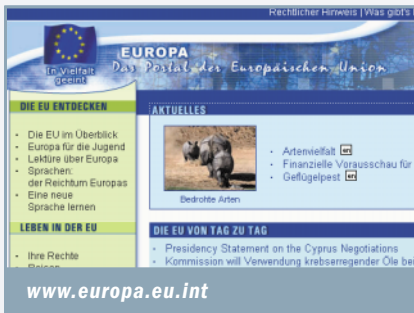 Rechtlicher Hinweis | Was gibt's
EUROPA
Das Portal der Europäischen Union
In Vielfalt
geeint
DIE EU ENTDECKEN
Die EU im Überblick
Europa für die Jugend
Lektüre über Europa
Sprachen:
der Reichtum Europas
Eine neue
Sprache lernen
LEBEN IN DER EU
Ihre Rechte
Reisen
AKTUELLES
Bedrohte Arten
Artenvielfalt en
Finanzielle Vorausschau für
Geflügelpest en
DIE EU VON TAG ZU TAG
Presidency Statement on the Cyprus Negotiations
Kommission will Verwendung krebserregender Öle bei
www.europa.eu.int